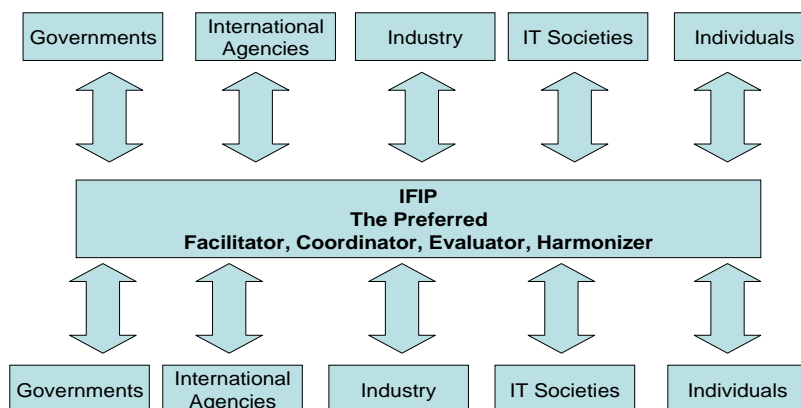 Governments
International
Agencies
Industry
IT Societies
Individuals
IFIP
The Preferred
Facilitator, Coordinator, Evaluator, Harmonizer
Governments
International
Agencies
Industry
IT Societies
Individuals